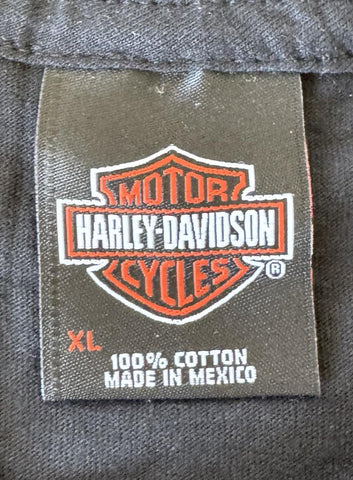 MOTOR
HARLEY-DAVIDSON
CYCLES
®
XL
100% COTTON
MADE IN MEXICO